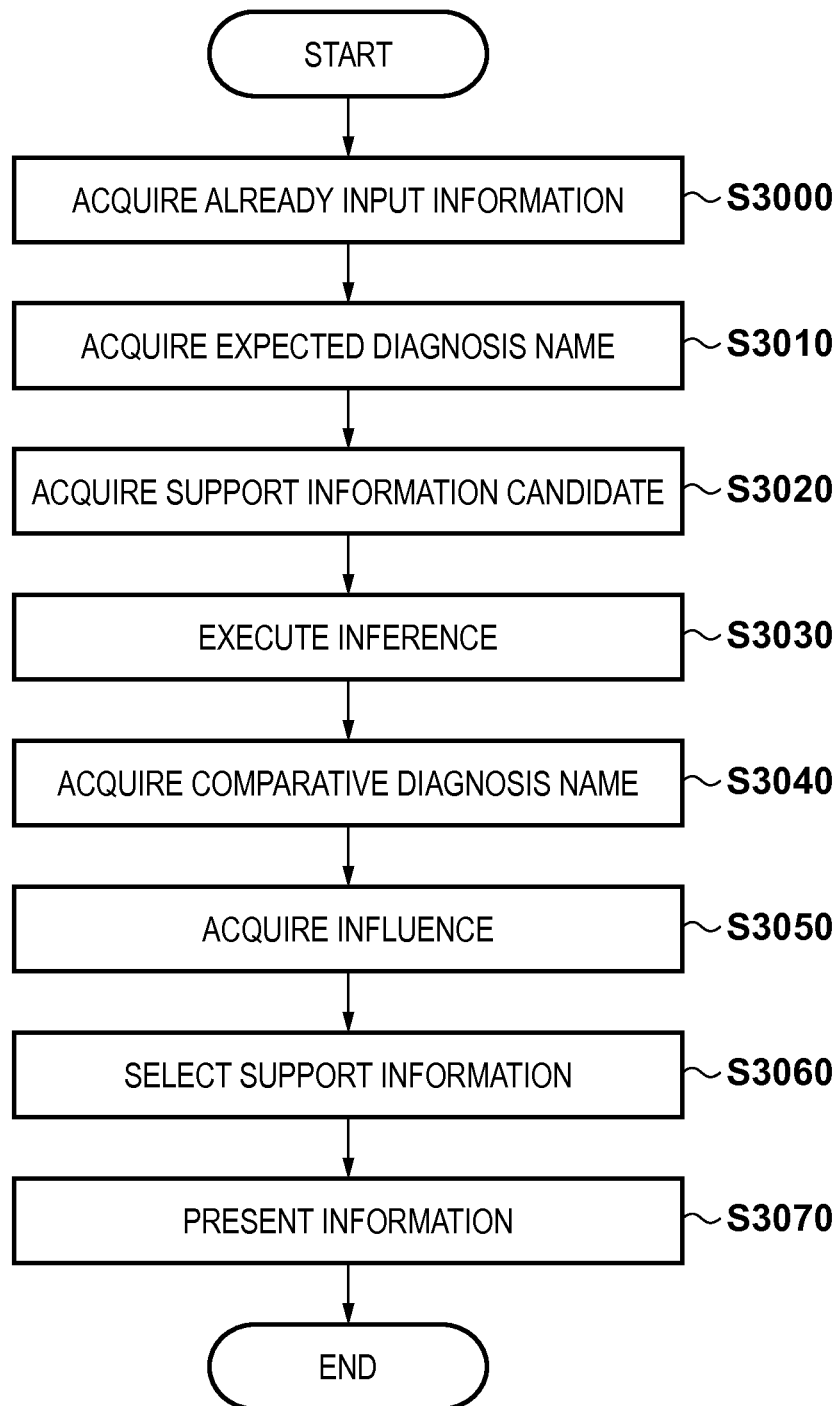 START
ACQUIRE ALREADY INPUT INFORMATION
S3000
ACQUIRE EXPECTED DIAGNOSIS NAME
S3010
ACQUIRE SUPPORT INFORMATION CANDIDATE
S3020
EXECUTE INFERENCE
S3030
ACQUIRE COMPARATIVE DIAGNOSIS NAME
S3040
ACQUIRE INFLUENCE
S3050
SELECT SUPPORT INFORMATION
S3060
PRESENT INFORMATION
S3070
END